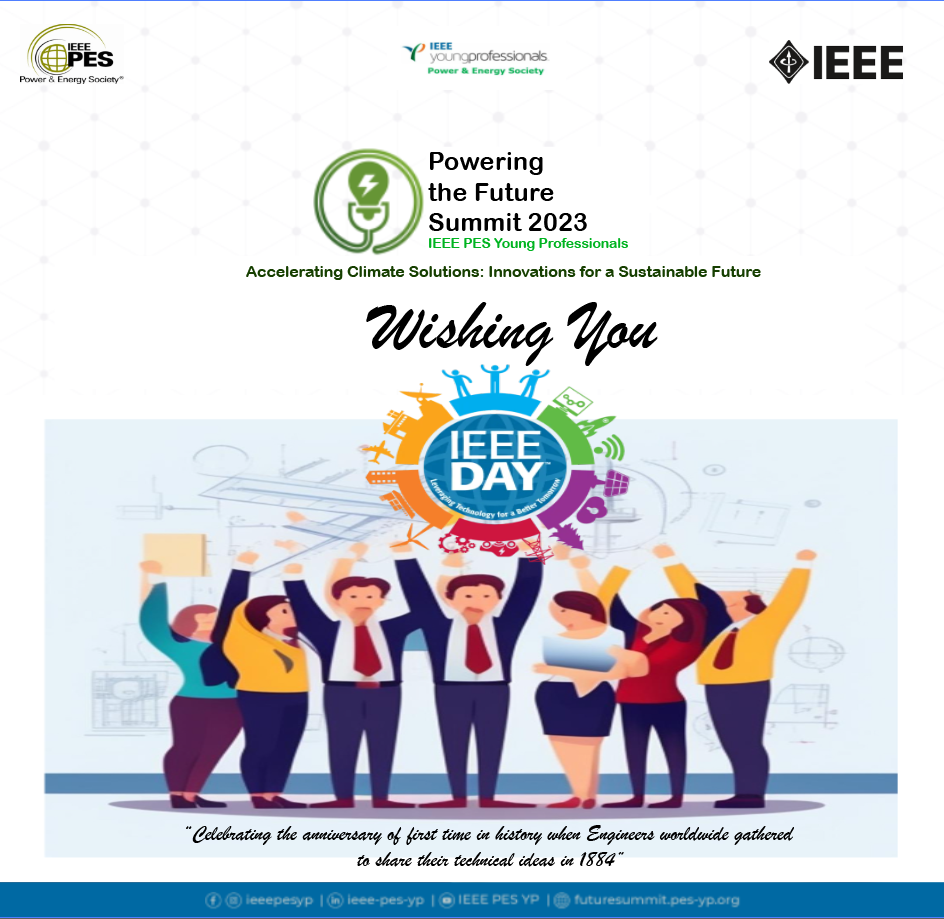 IEEE
PES
Power & Energy Society®
IEEE
youngprofessionals
Power & Energy Society
IEEE
Powering
the Future
Summit 2023
IEEE PES Young Professionals
Accelerating Climate Solutions: Innovations for a Sustainable Future
Wishing You
IEEE
DAY™
Leveraging Technology for a Better Tomorrow
"Celebrating the anniversary of first time in history when Engineers worldwide gathered
to share their technical ideas in 1884"
ieeepesyp | ieee-pes-yp | IEEE PES YP | futuresummit.pes-yp.org